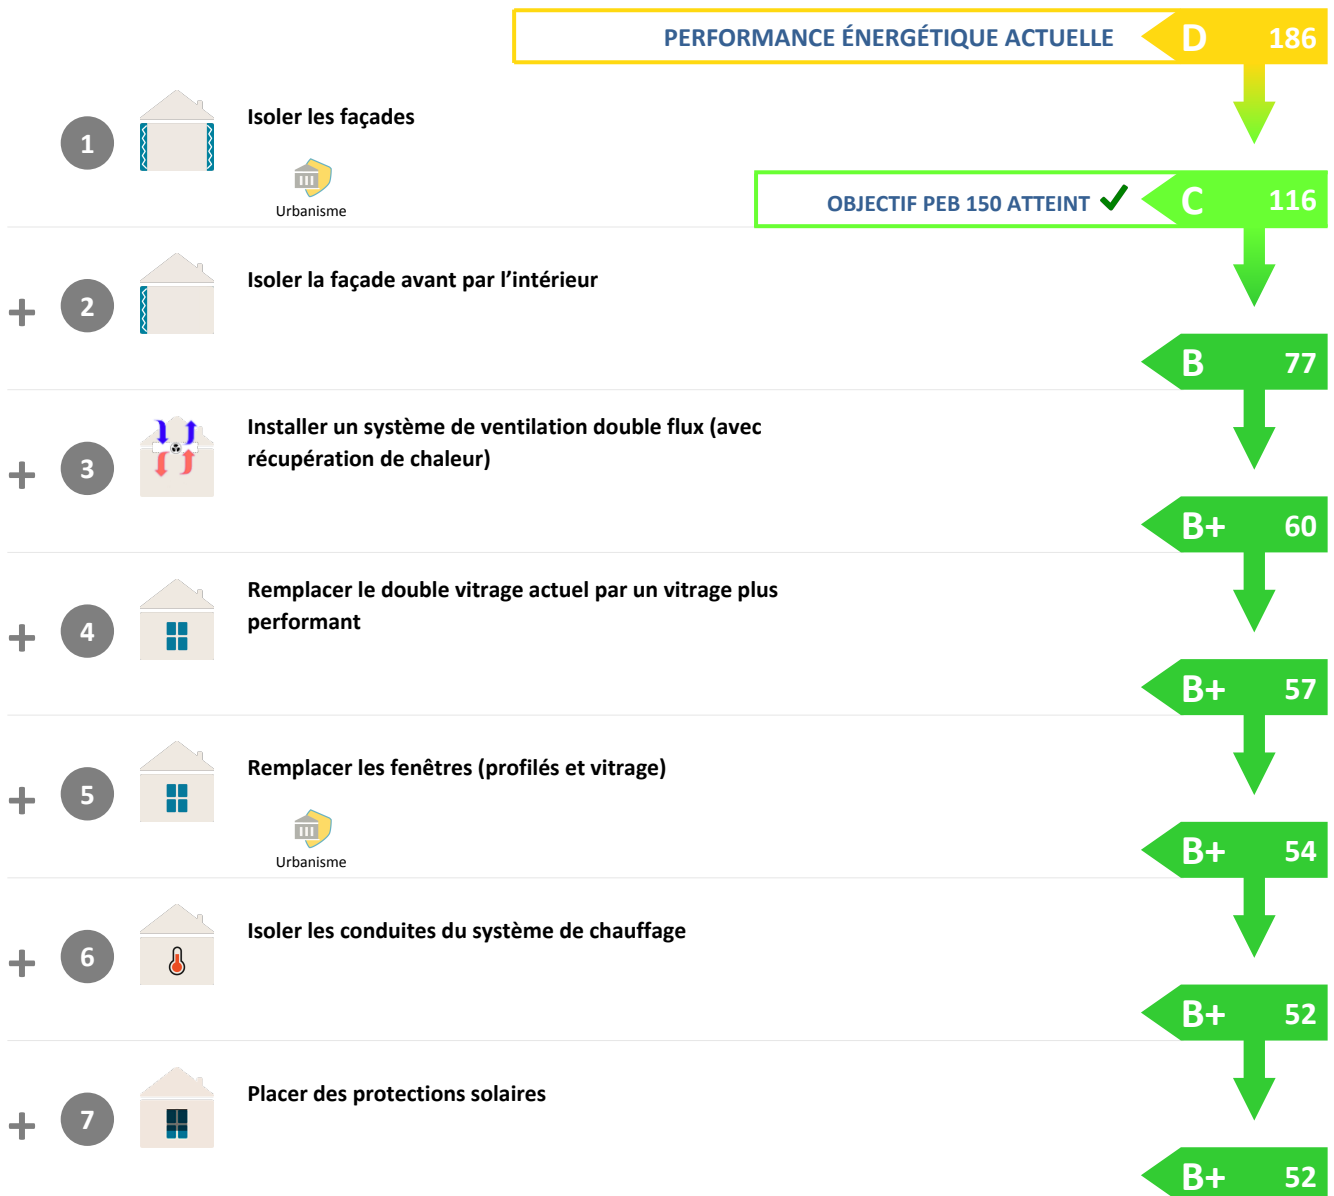 PERFORMANCE ÉNERGÉTIQUE ACTUELLE D 186
1 Isoler les façades
Urbanisme
OBJECTIF PEB 150 ATTEINT ✔ C 116
+ 2 Isoler la façade avant par l’intérieur
B 77
+ 3 Installer un système de ventilation double flux (avec
récupération de chaleur)
B+ 60
+ 4 Remplacer le double vitrage actuel par un vitrage plus
performant
B+ 57
+ 5 Remplacer les fenêtres (profilés et vitrage)
Urbanisme
B+ 54
+ 6 Isoler les conduites du système de chauffage
B+ 52
+ 7 Placer des protections solaires
B+ 52